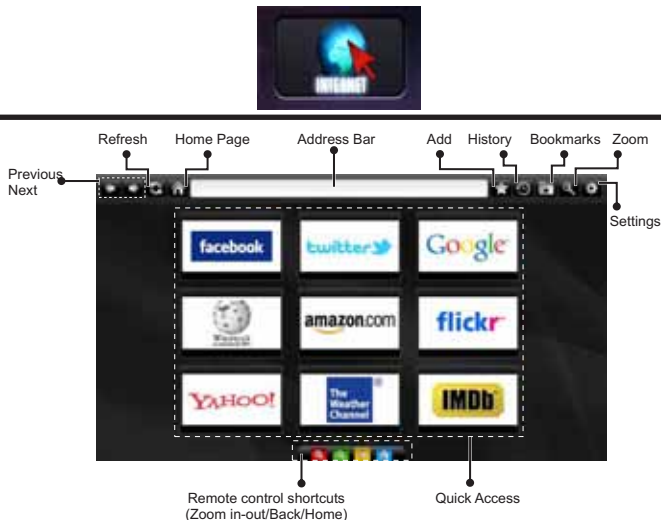 INTERNET
Refresh Home Page Address Bar Add History Bookmarks Zoom
Previous
Next
Settings
facebook twitter Google
amazon.com flickr
YAHOO! The
Weather
Channel IMDb
Remote control shortcuts
(Zoom in-out/Back/Home)
Quick Access